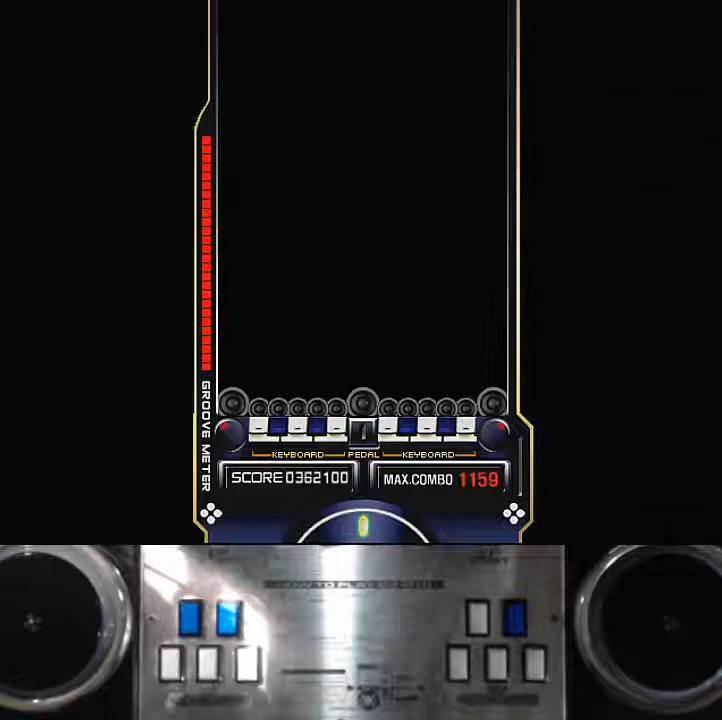 GROOVE METER
KEYBOARD PEDAL KEYBOARD
SCORE 0362100 MAX.COMBO 1159